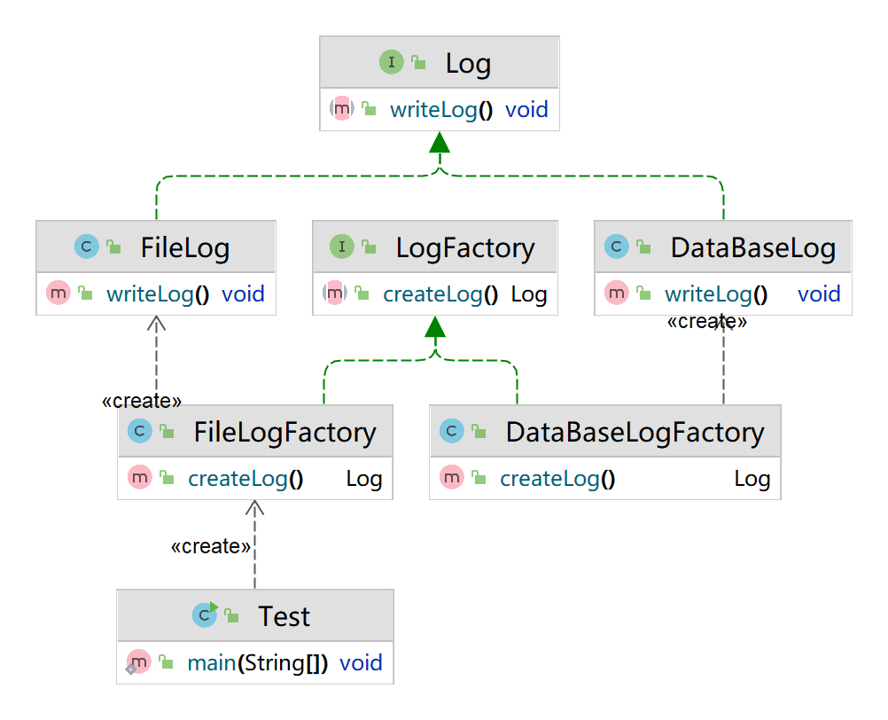 I Log
m writeLog() void
C FileLog
m writeLog() void
I LogFactory
m createLog() Log
C DataBaseLog
m writeLog() void
«create»
«create»
C FileLogFactory
m createLog() Log
C DataBaseLogFactory
m createLog() Log
«create»
C Test
m main(String[]) void